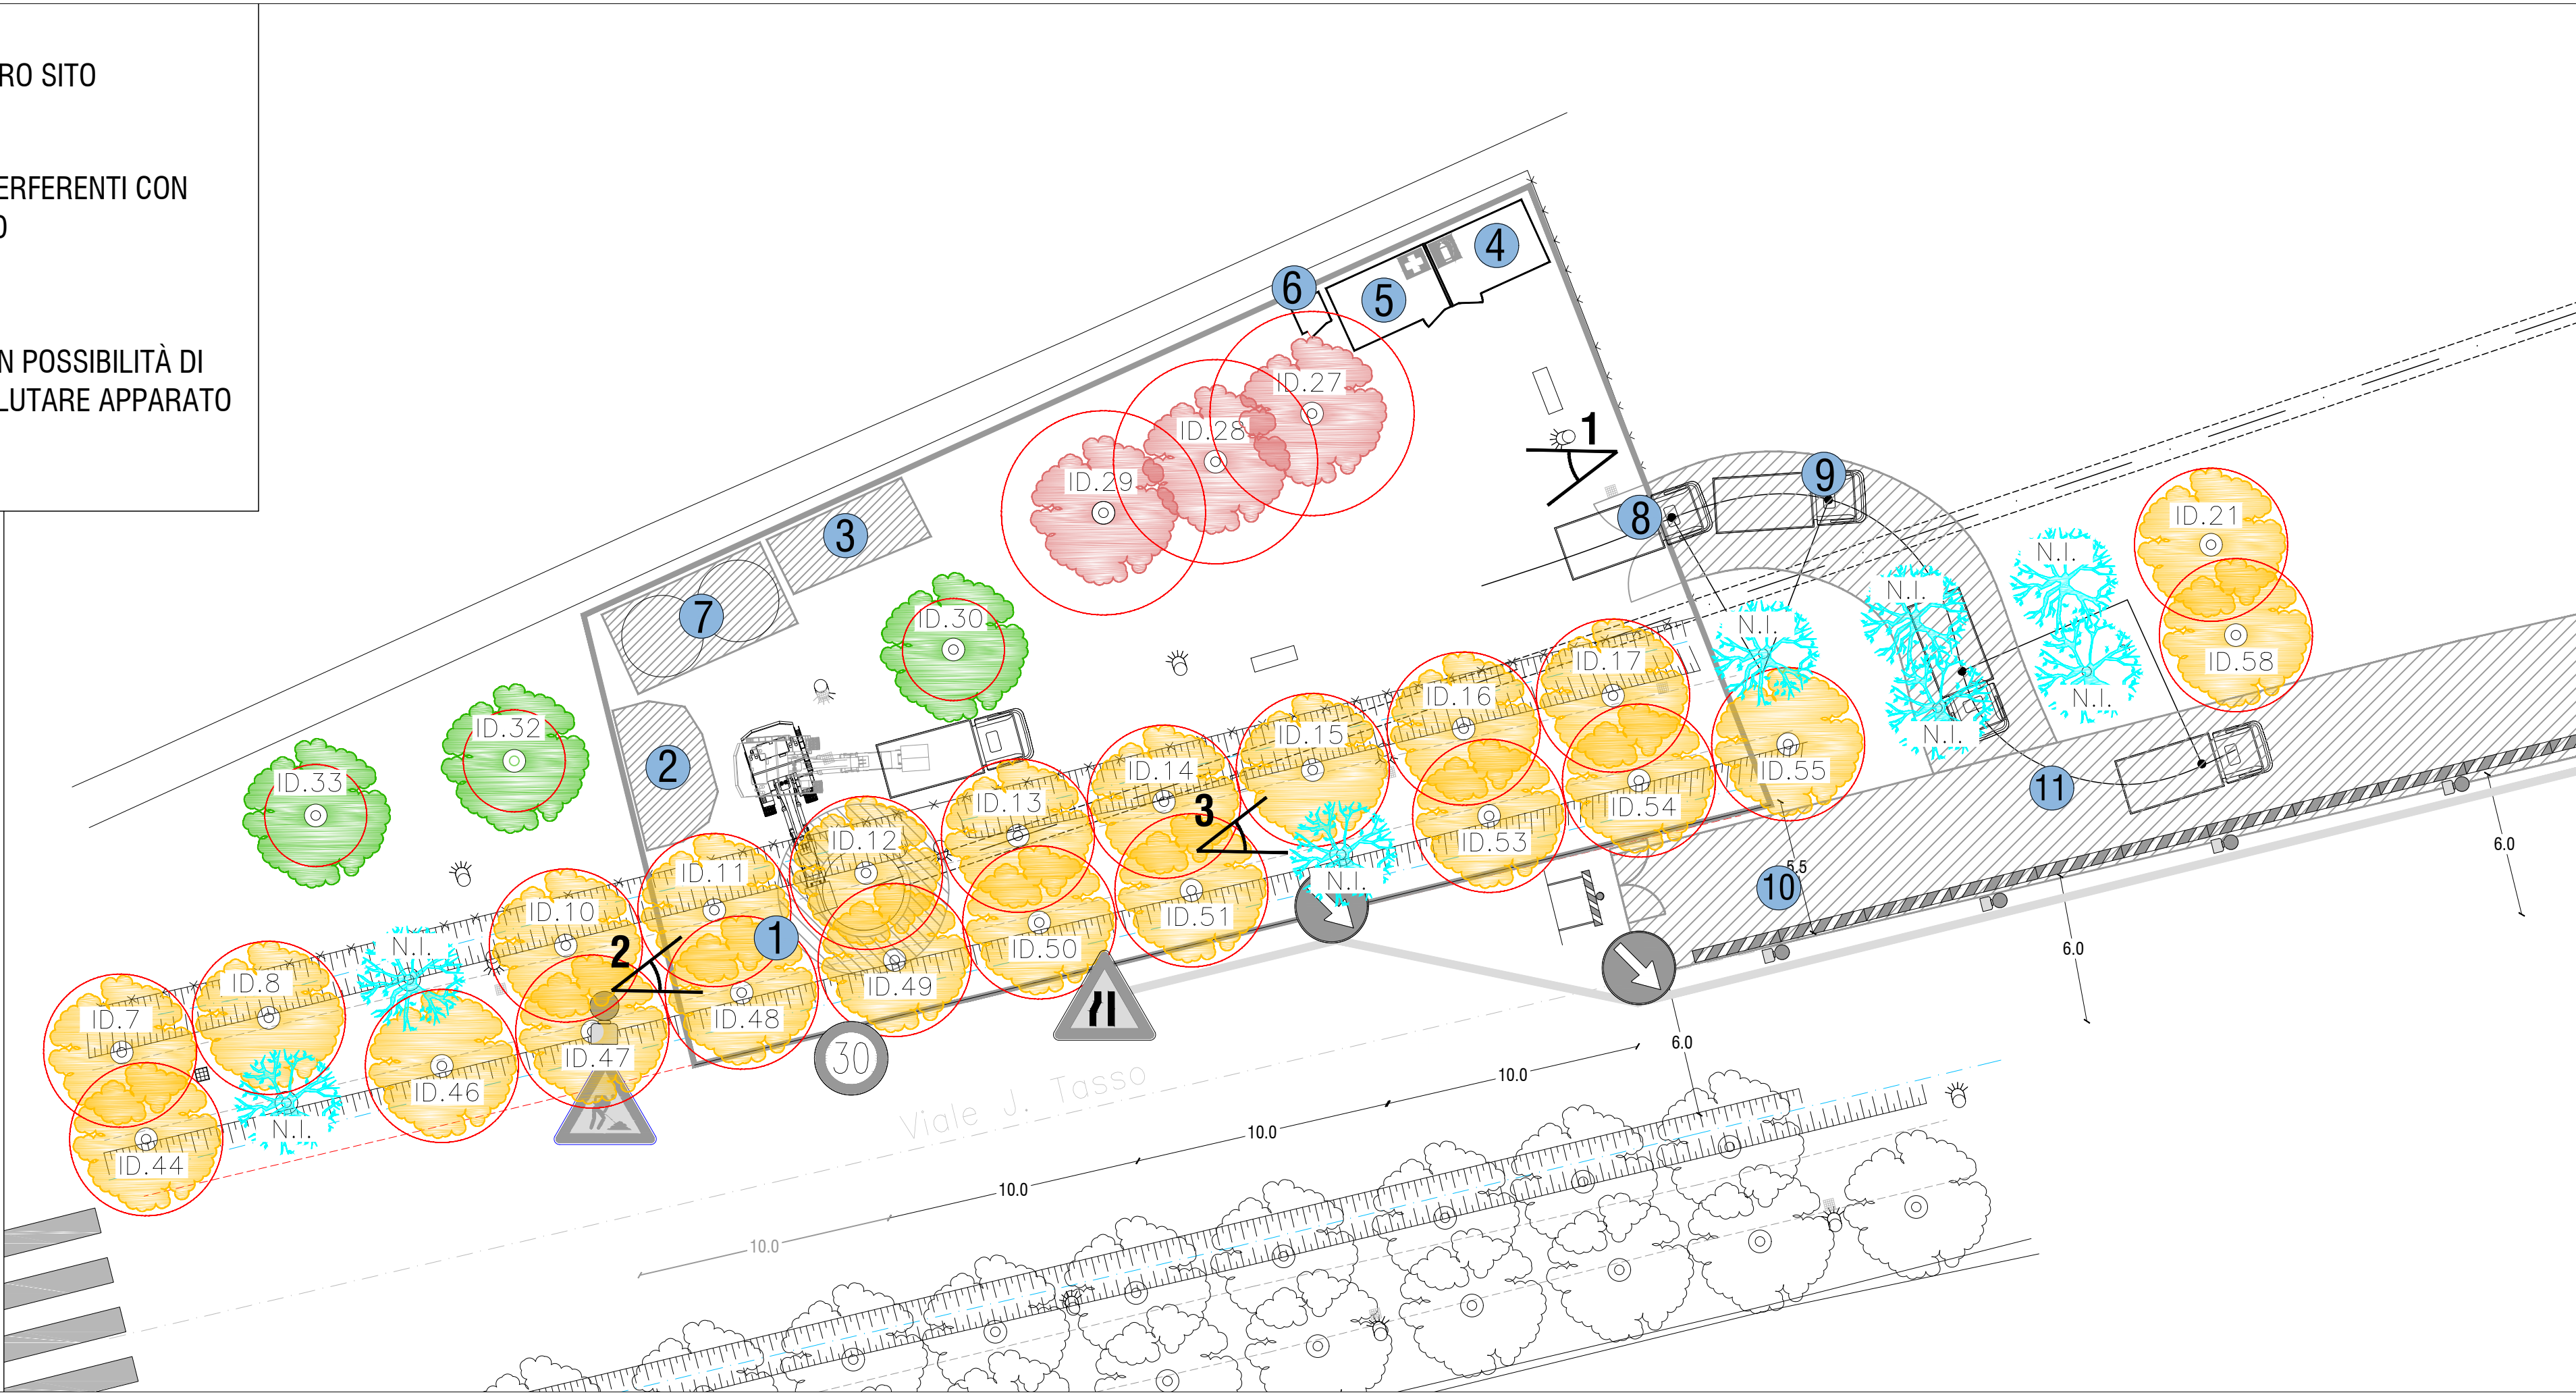 RO SITO
ERFERENTI CON
O
N POSSIBILITÀ DI
LUTARE APPARATO
4
6
5
ID.27
ID.28
1
ID.29
9
8
3
ID.21
N.I.
7
ID.30
N.I.
N.I.
ID.17
ID.58
ID.16
N.I.
ID.32
N.I.
ID.15
2
ID.14
ID.55
ID.33
ID.13
3
ID.54
11
ID.12
ID.53
6.0
ID.11
5.5
N.I.
10
ID.10
ID.51
1
N.I.
2
ID.50
6.0
ID.8
ID.49
ID.7
ID.48
6.0
ID.47
30
ID.46
10.0
N.I.
Viale J. Tasso
10.0
ID.44
10.0
10.0